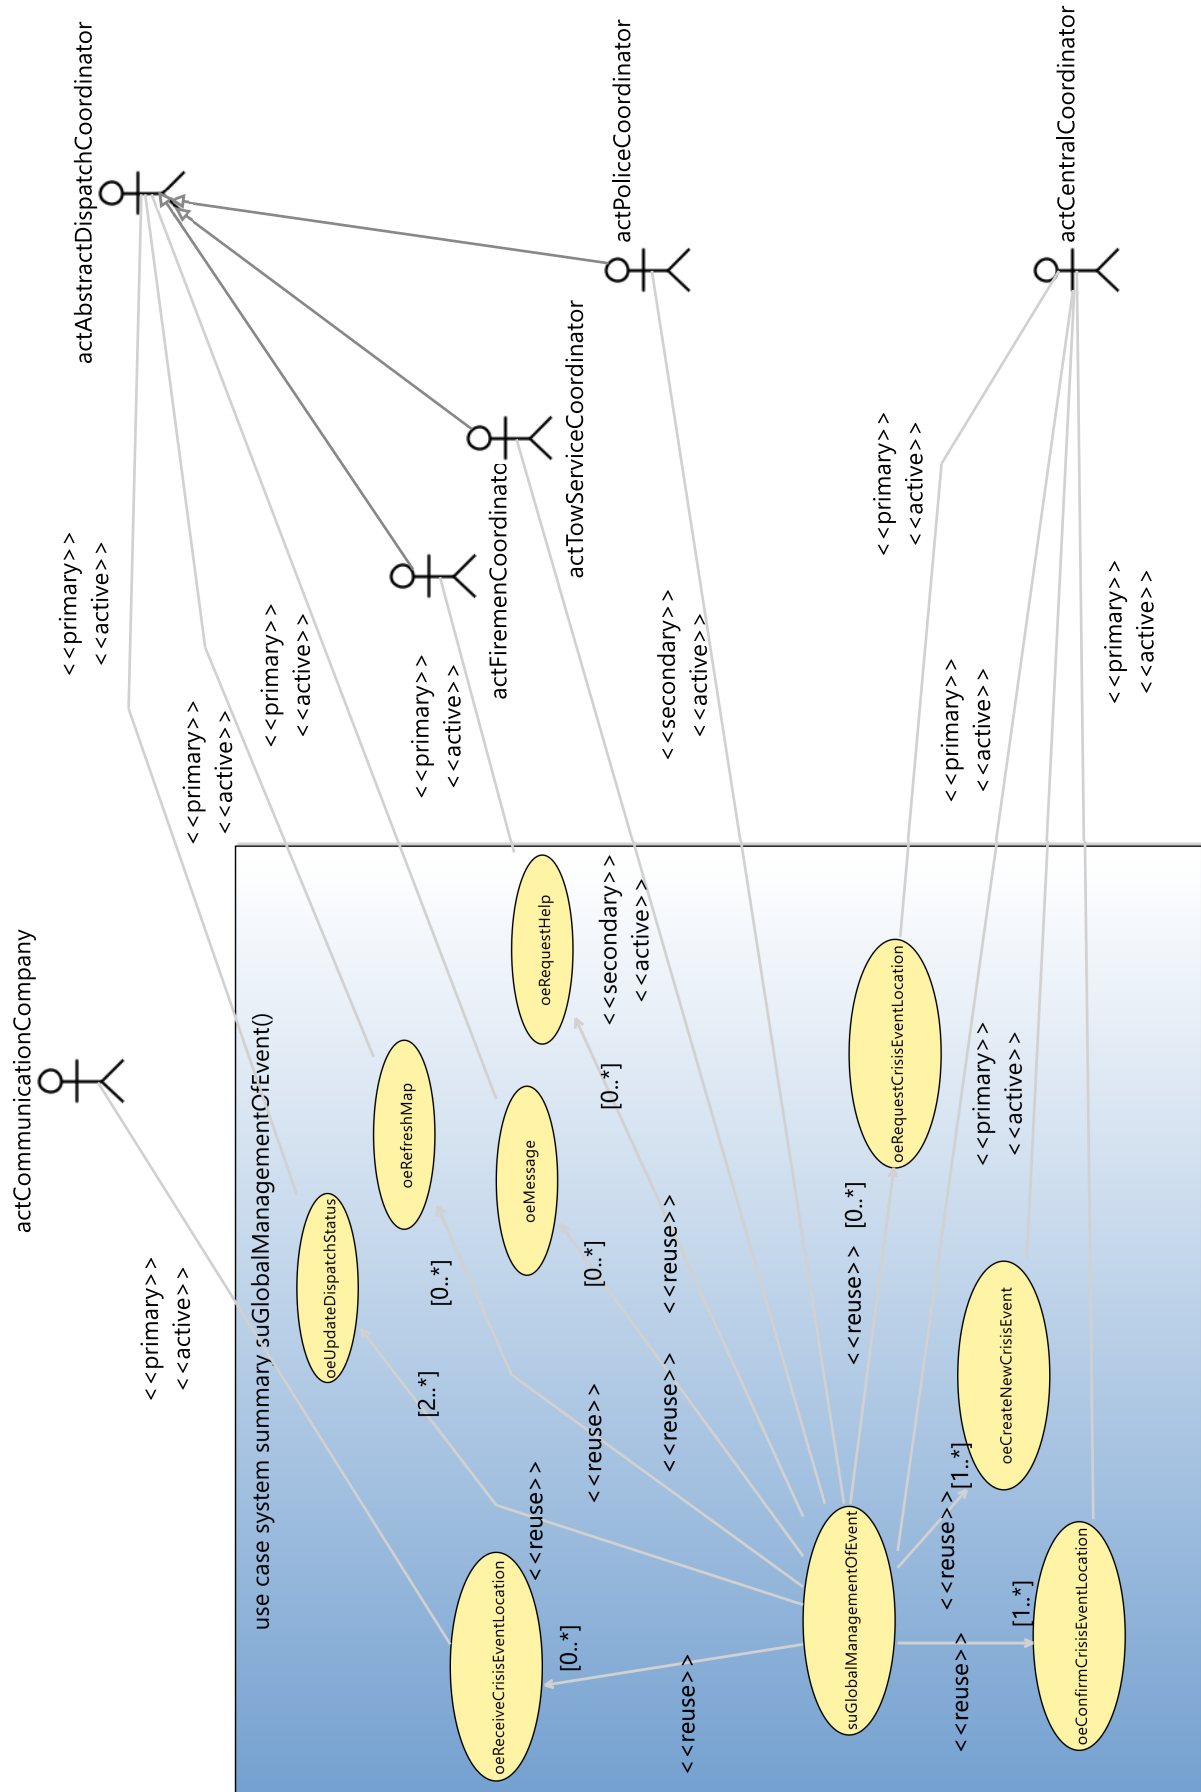 actCommunicationCompany
actAbstractDispatchCoordinator
actFiremenCoordinato
actTowServiceCoordinator
actPoliceCoordinator
actCentralCoordinator
<<primary>>
<<active>>
<<primary>>
<<active>>
<<primary>>
<<active>>
<<primary>>
<<active>>
<<primary>>
<<active>>
<<secondary>>
<<active>>
<<secondary>>
<<active>>
<<primary>>
<<active>>
<<primary>>
<<active>>
<<primary>>
<<active>>
<<primary>>
<<active>>
use case system summary suGlobalManagementOfEvent()
oeUpdateDispatchStatus
oeRefreshMap
oeMessage
oeRequestHelp
oeRequestCrisisEventLocation
oeCreateNewCrisisEvent
oeConfirmCrisisEventLocation
oeReceiveCrisisEventLocation
suGlobalManagementOfEvent
<<reuse>>
[2..*]
<<reuse>>
[0..*]
<<reuse>>
[0..*]
<<reuse>>
[0..*]
<<reuse>>
[0..*]
<<reuse>>
[0..*]
<<reuse>>
[1..*]
<<reuse>>
[1..*]